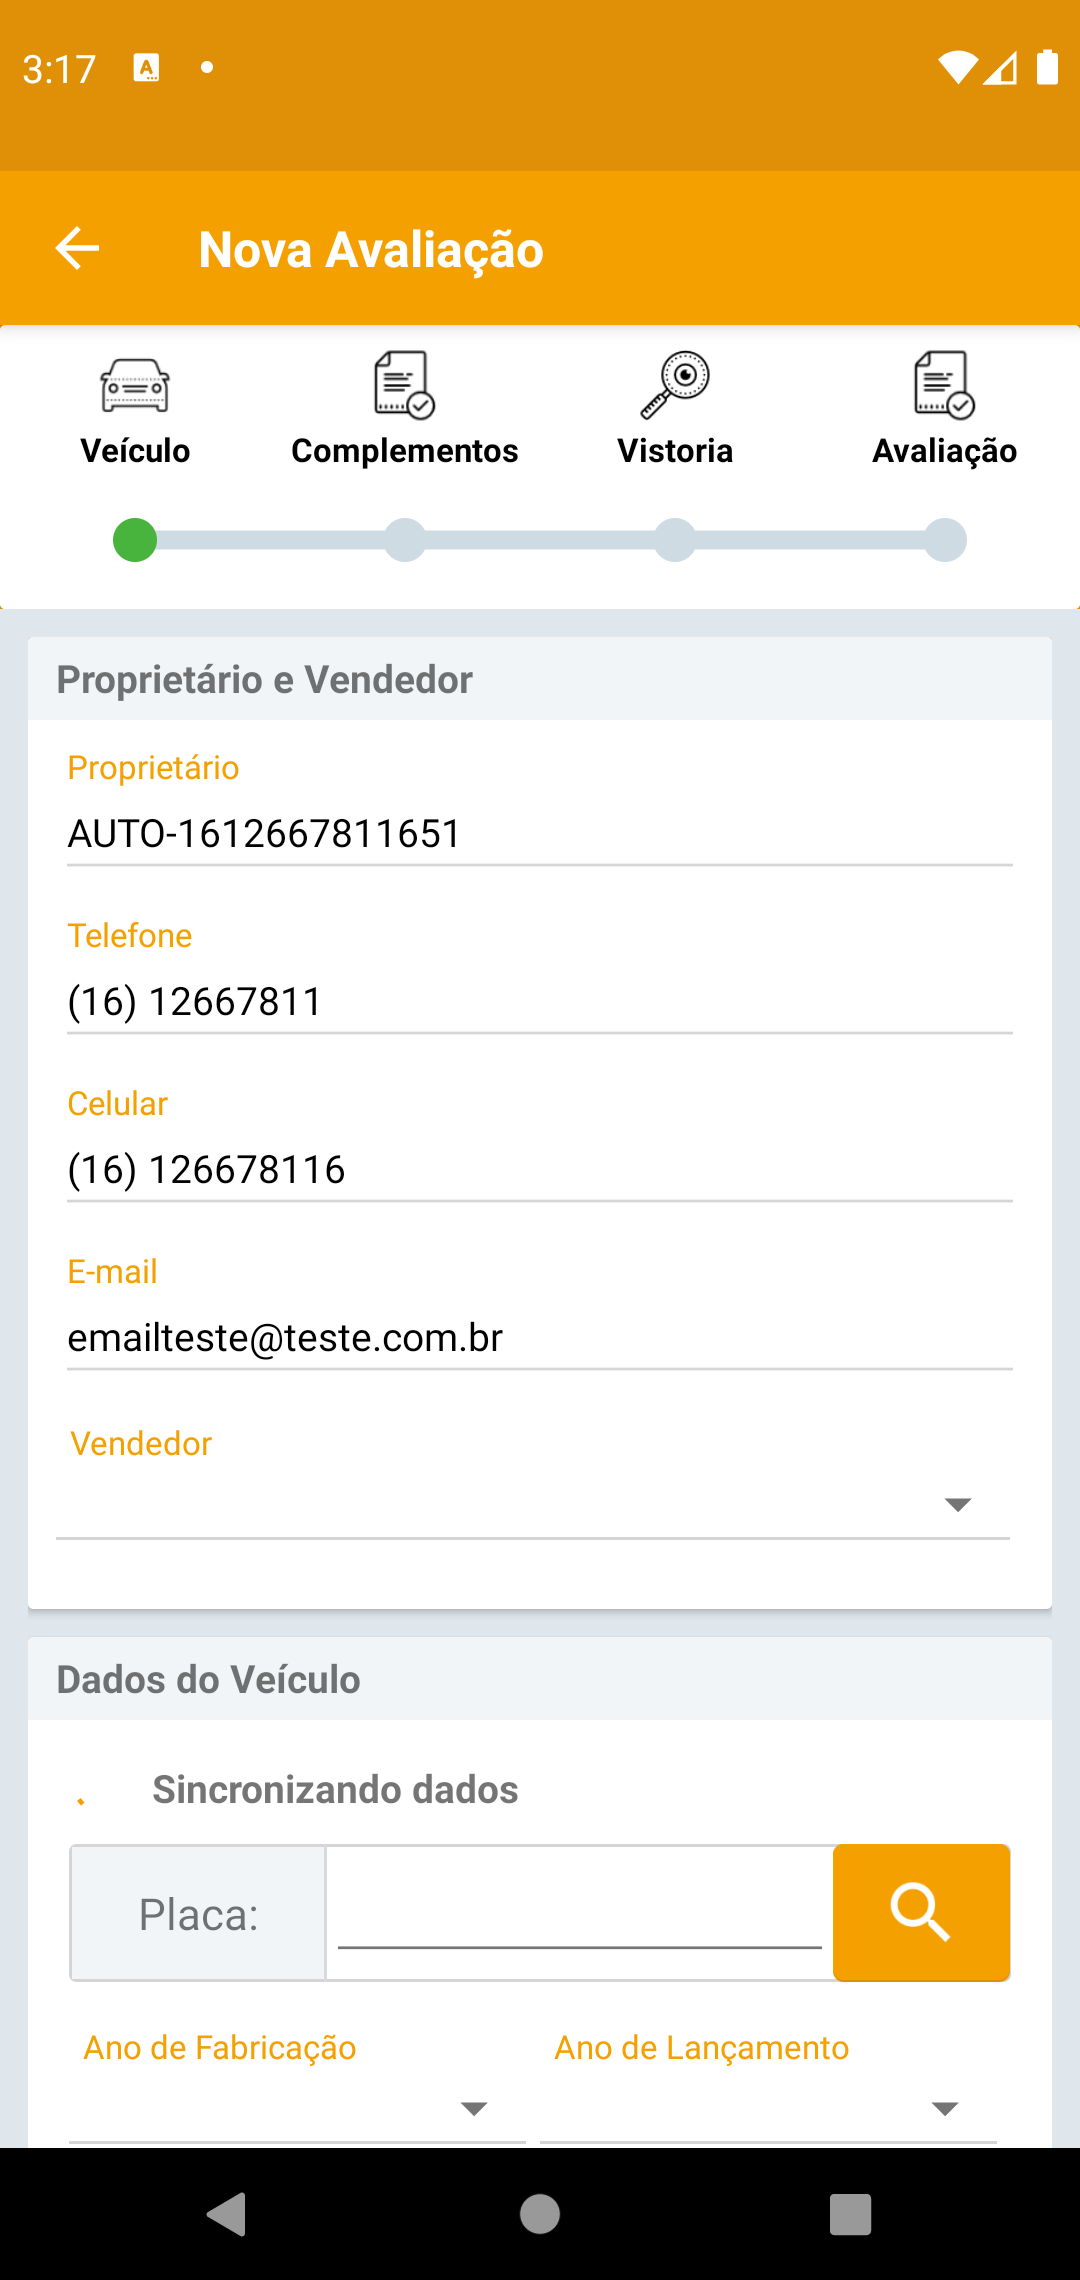 3:17
Nova Avaliação
Veículo Complementos Vistoria Avaliação
Proprietário e Vendedor
Proprietário
AUTO-1612667811651
Telefone
(16) 12667811
Celular
(16) 126678116
E-mail
emailteste@teste.com.br
Vendedor
Dados do Veículo
Sincronizando dados
Placa:
Ano de Fabricação Ano de Lançamento